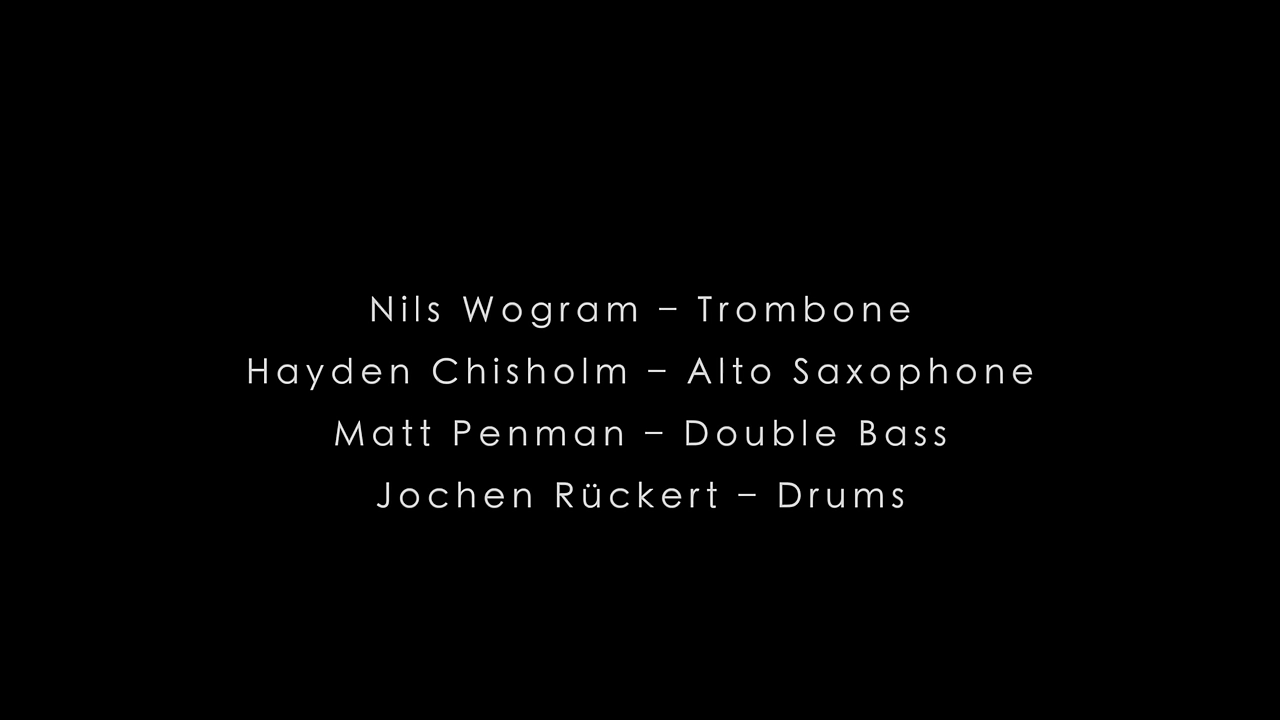 Nils Wogram – Trombone
Hayden Chisholm – Alto Saxophone
Matt Penman – Double Bass
Jochen Rückert – Drums